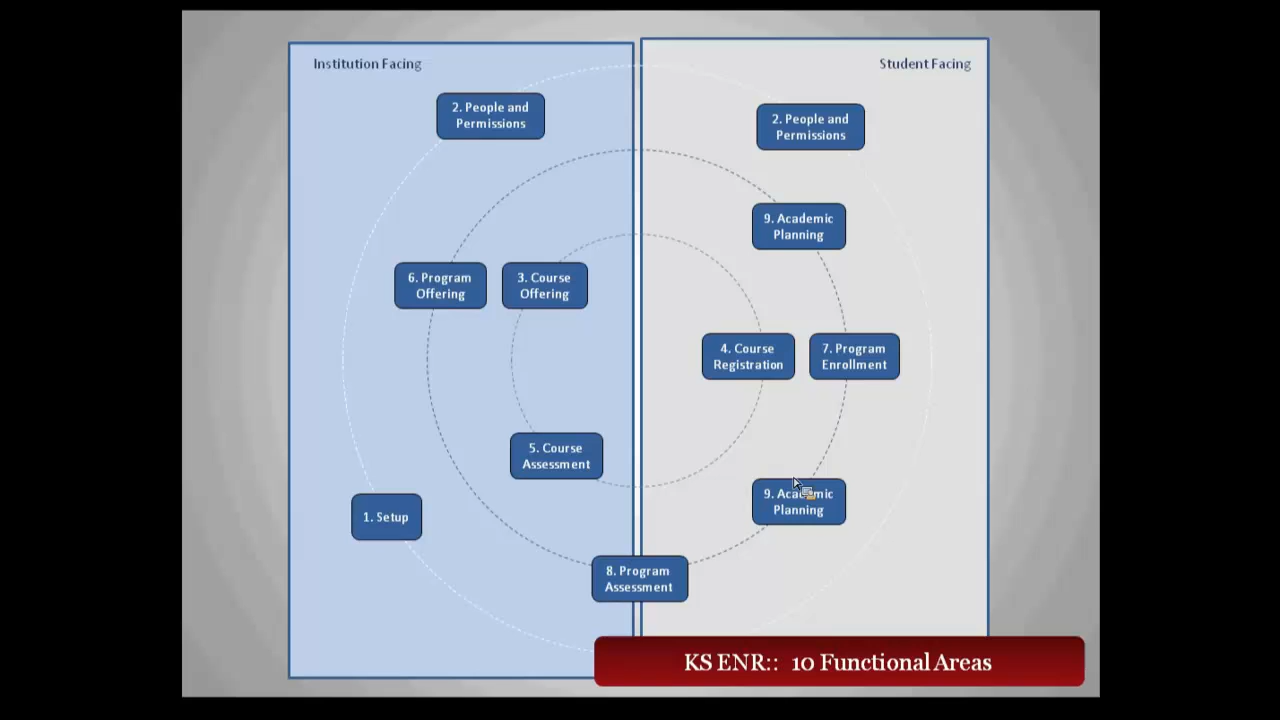 Institution Facing
Student Facing
2. People and
Permissions
2. People and
Permissions
9. Academic
Planning
6. Program
Offering
3. Course
Offering
4. Course
Registration
7. Program
Enrollment
5. Course
Assessment
9. Academic
Planning
1. Setup
8. Program
Assessment
KS ENR:: 10 Functional Areas